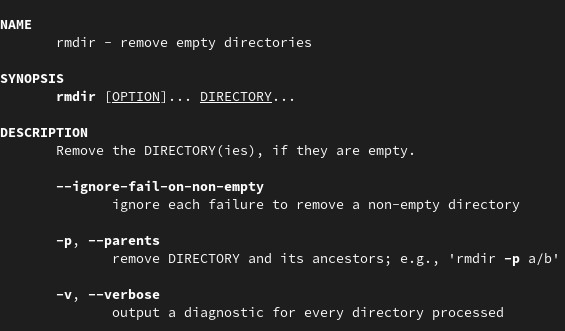 NAME
rmdir - remove empty directories
SYNOPSIS
rmdir [OPTION]... DIRECTORY...
DESCRIPTION
Remove the DIRECTORY(ies), if they are empty.
--ignore-fail-on-non-empty
ignore each failure to remove a non-empty directory
-p, --parents
remove DIRECTORY and its ancestors; e.g., 'rmdir -p a/b'
-v, --verbose
output a diagnostic for every directory processed